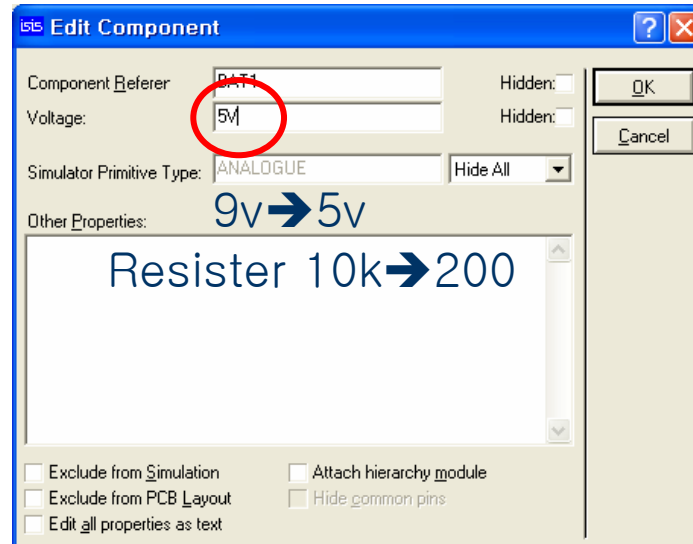 isis Edit Component
Component Referer BAT1 Hidden: OK
Voltage: 5V Hidden:
Cancel
Simulator Primitive Type: ANALOGUE Hide All
9v➔5v
Other Properties:
Resister 10k➔200
Exclude from Simulation Attach hierarchy module
Exclude from PCB Layout Hide common pins
Edit all properties as text